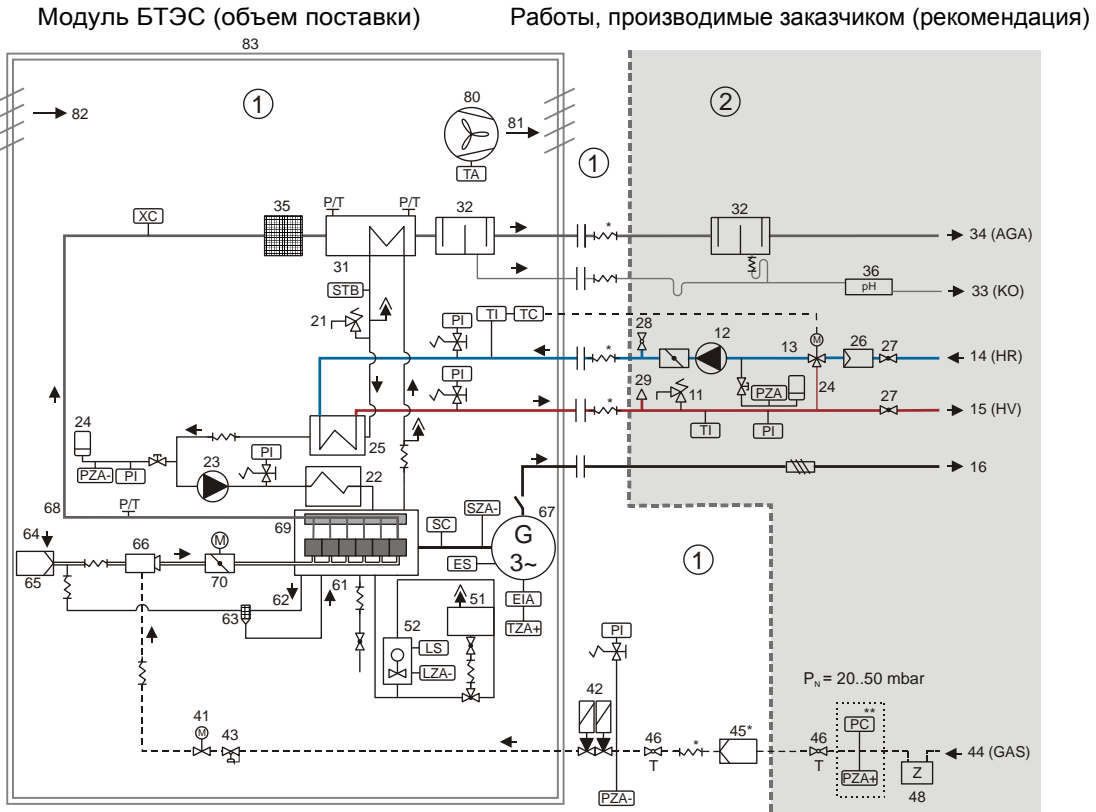 Модуль БТЭС (объем поставки)
Работы, производимые заказчиком (рекомендация)
83
82
1
80
81
TA
1
2
XC
35
P/T
P/T
31
32
32
34 (AGA)
36
pH
33 (KO)
STB
21
PI
TI
TC
28
12
13
M
26
27
14 (HR)
PI
29
11
PZA
24
TI
PI
27
15 (HV)
24
PZA-
PI
23
PI
25
22
16
68
P/T
69
SC
SZA-
67
G
3~
ES
EIA
TZA+
64
65
66
M
70
62
61
63
51
52
LS
LZA-
1
PI
42
41
M
43
46
T
*
45*
46
T
PN = 20..50 mbar
**
PC
PZA+
Z
48
44 (GAS)
PZA-
*
*
*